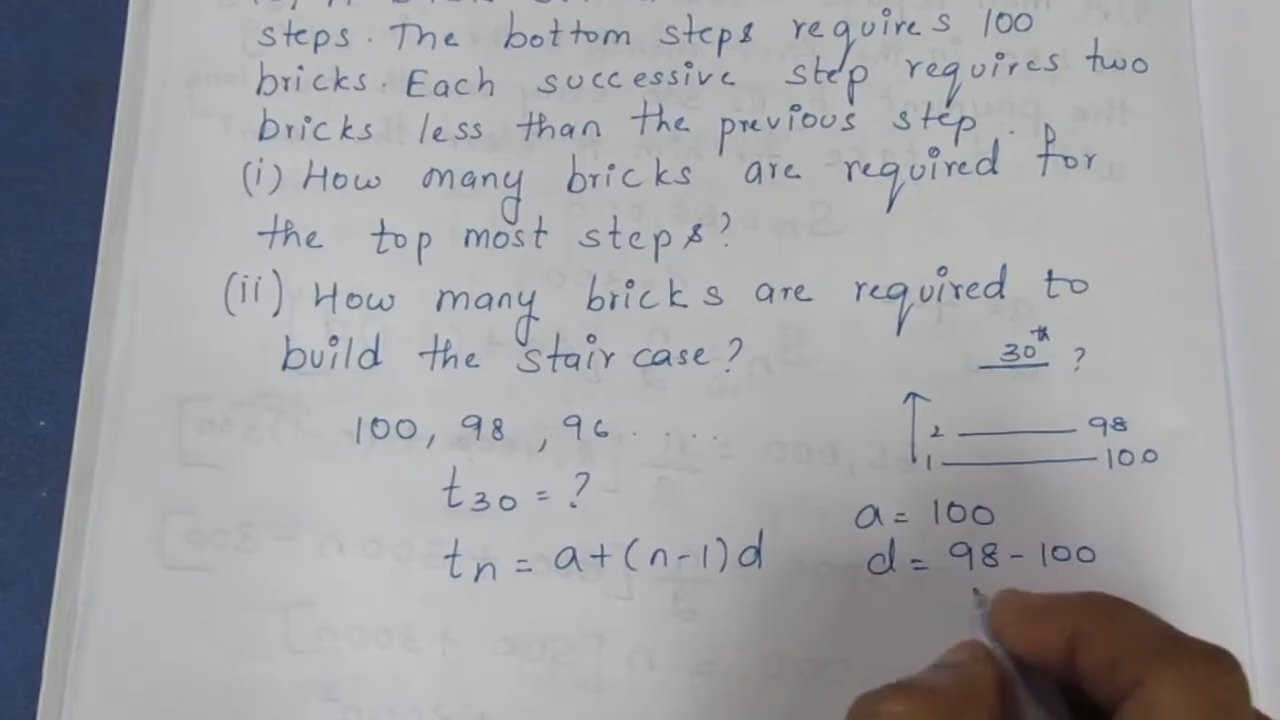 steps. The bottom steps requires 100
bricks. Each successive step requires two
bricks less than the previous step.
(i) How many bricks are required for
the top most steps?
(ii) How many bricks are required to
build the stair case?
30th ?
100, 98, 96.....
2 98
1 100
t30 = ?
a = 100
tn = a+(n-1)d
d = 98 - 100